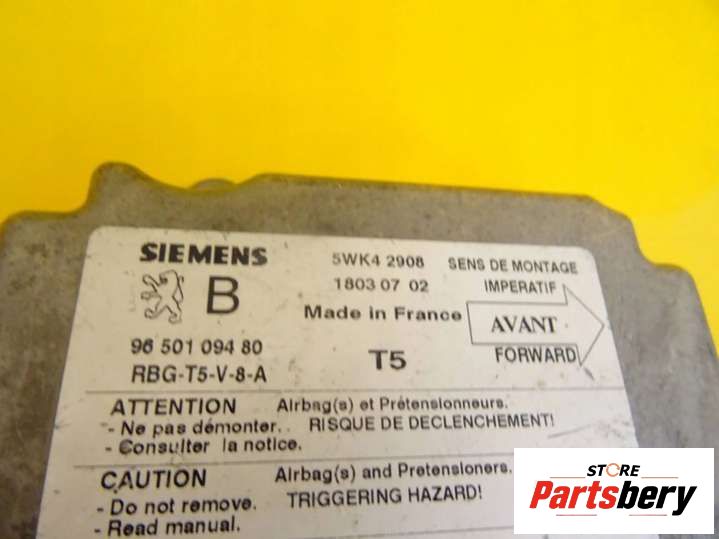 SIEMENS
5WK4 2908
SENS DE MONTAGE
B
1803 07 02
IMPERATIF
Made in France
AVANT
96 501 094 80
T5
FORWARD
RBG-T5-V-8-A
ATTENTION Airbag(s) et Prétensionneurs.
- Ne pas démonter. RISQUE DE DECLENCHEMENT!
- Consulter la notice.
CAUTION Airbag(s) and Pretensioners.
- Do not remove. TRIGGERING HAZARD!
- Read manual.
STORE
Partsbery